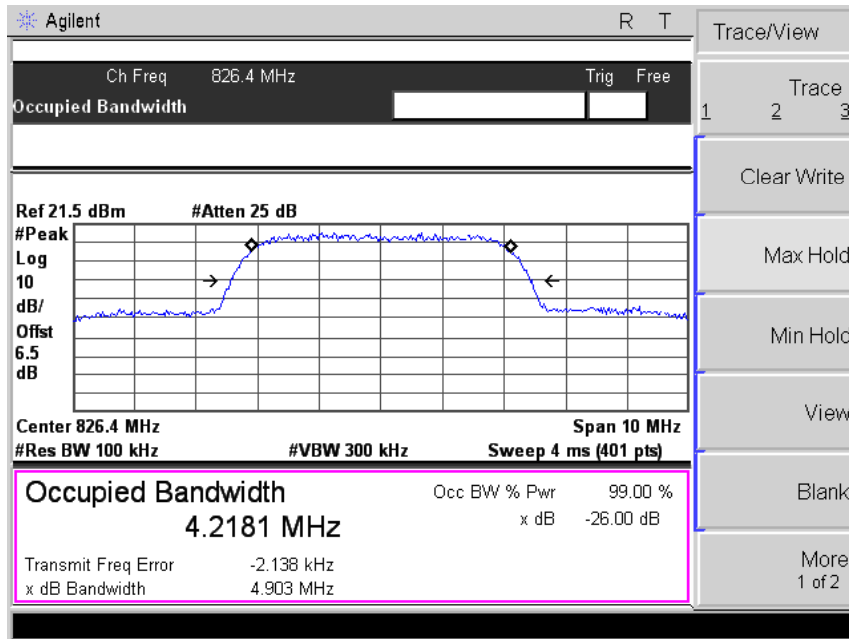 Agilent R T
Ch Freq 826.4 MHz Trig Free
Occupied Bandwidth
Ref 21.5 dBm #Atten 25 dB
#Peak
Log
10
dB/
Offst
6.5
dB
Center 826.4 MHz Span 10 MHz
#Res BW 100 kHz #VBW 300 kHz Sweep 4 ms (401 pts)
Occupied Bandwidth
4.2181 MHz
Occ BW % Pwr 99.00 %
x dB -26.00 dB
Transmit Freq Error -2.138 kHz
x dB Bandwidth 4.903 MHz
Trace/View
Trace
1 2 3
Clear Write
Max Hold
Min Hold
View
Blank
More
1 of 2